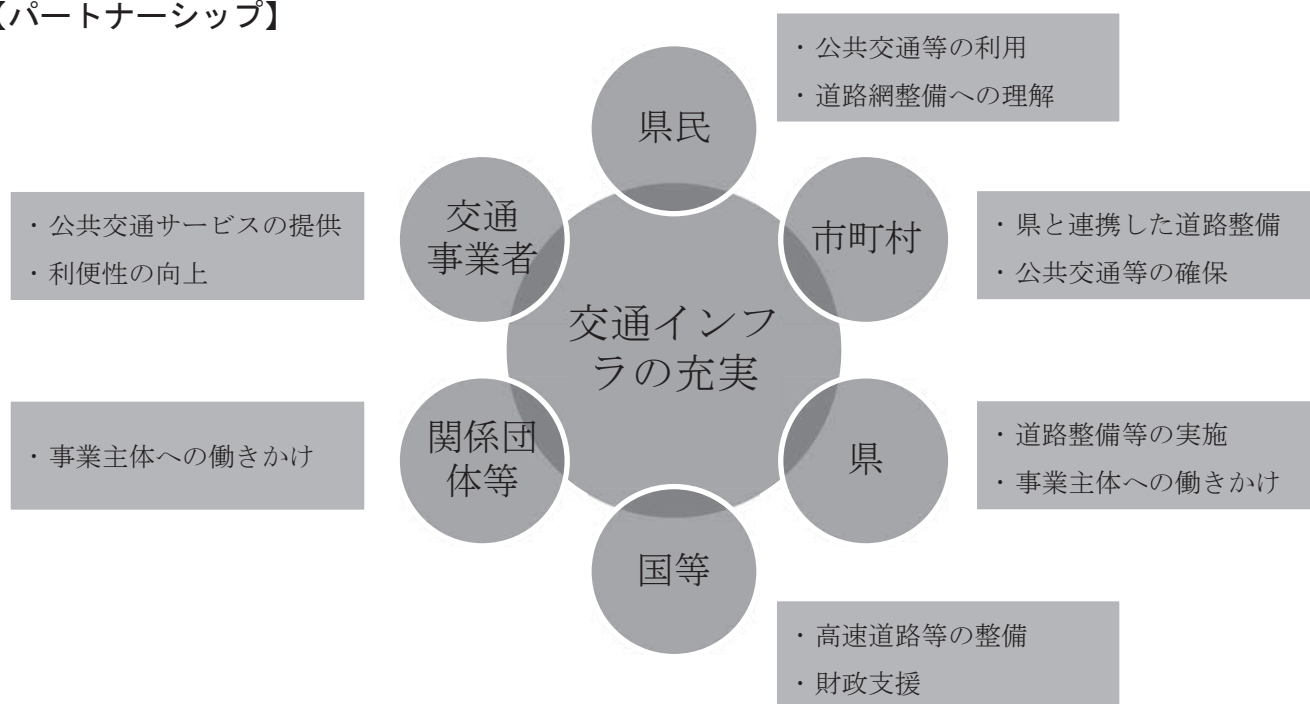 【パートナーシップ】
・公共交通等の利用
・道路網整備への理解
県民
交通
事業者
・公共交通サービスの提供
・利便性の向上
市町村
・県と連携した道路整備
・公共交通等の確保
交通インフ
ラの充実
関係団
体等
・事業主体への働きかけ
県
・道路整備等の実施
・事業主体への働きかけ
国等
・高速道路等の整備
・財政支援